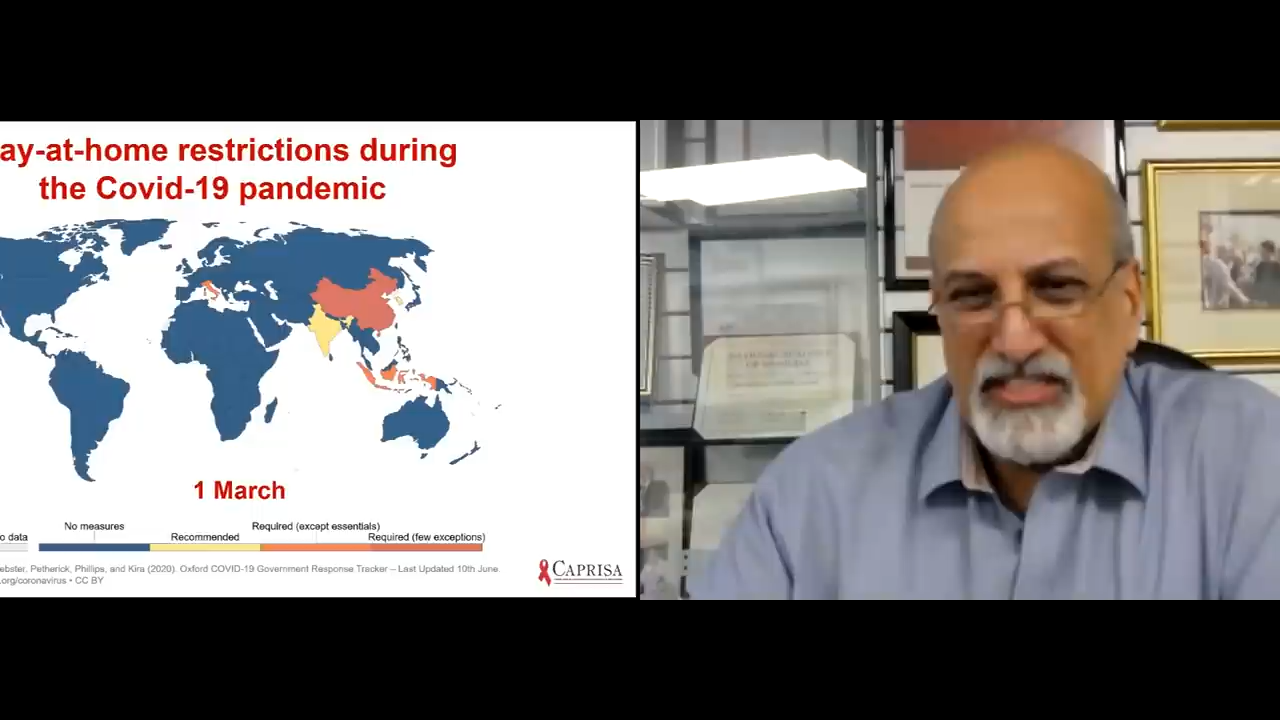 ay-at-home restrictions during
the Covid-19 pandemic
1 March
No measures
Required (except essentials)
o data
Recommended
Required (few exceptions)
ebster. Petherick, Phillips, and Kira (2020). Oxford COVID-19 Government Response Tracker – Last Updated 10th June.
.org/coronavirus • CC BY
CAPRISA